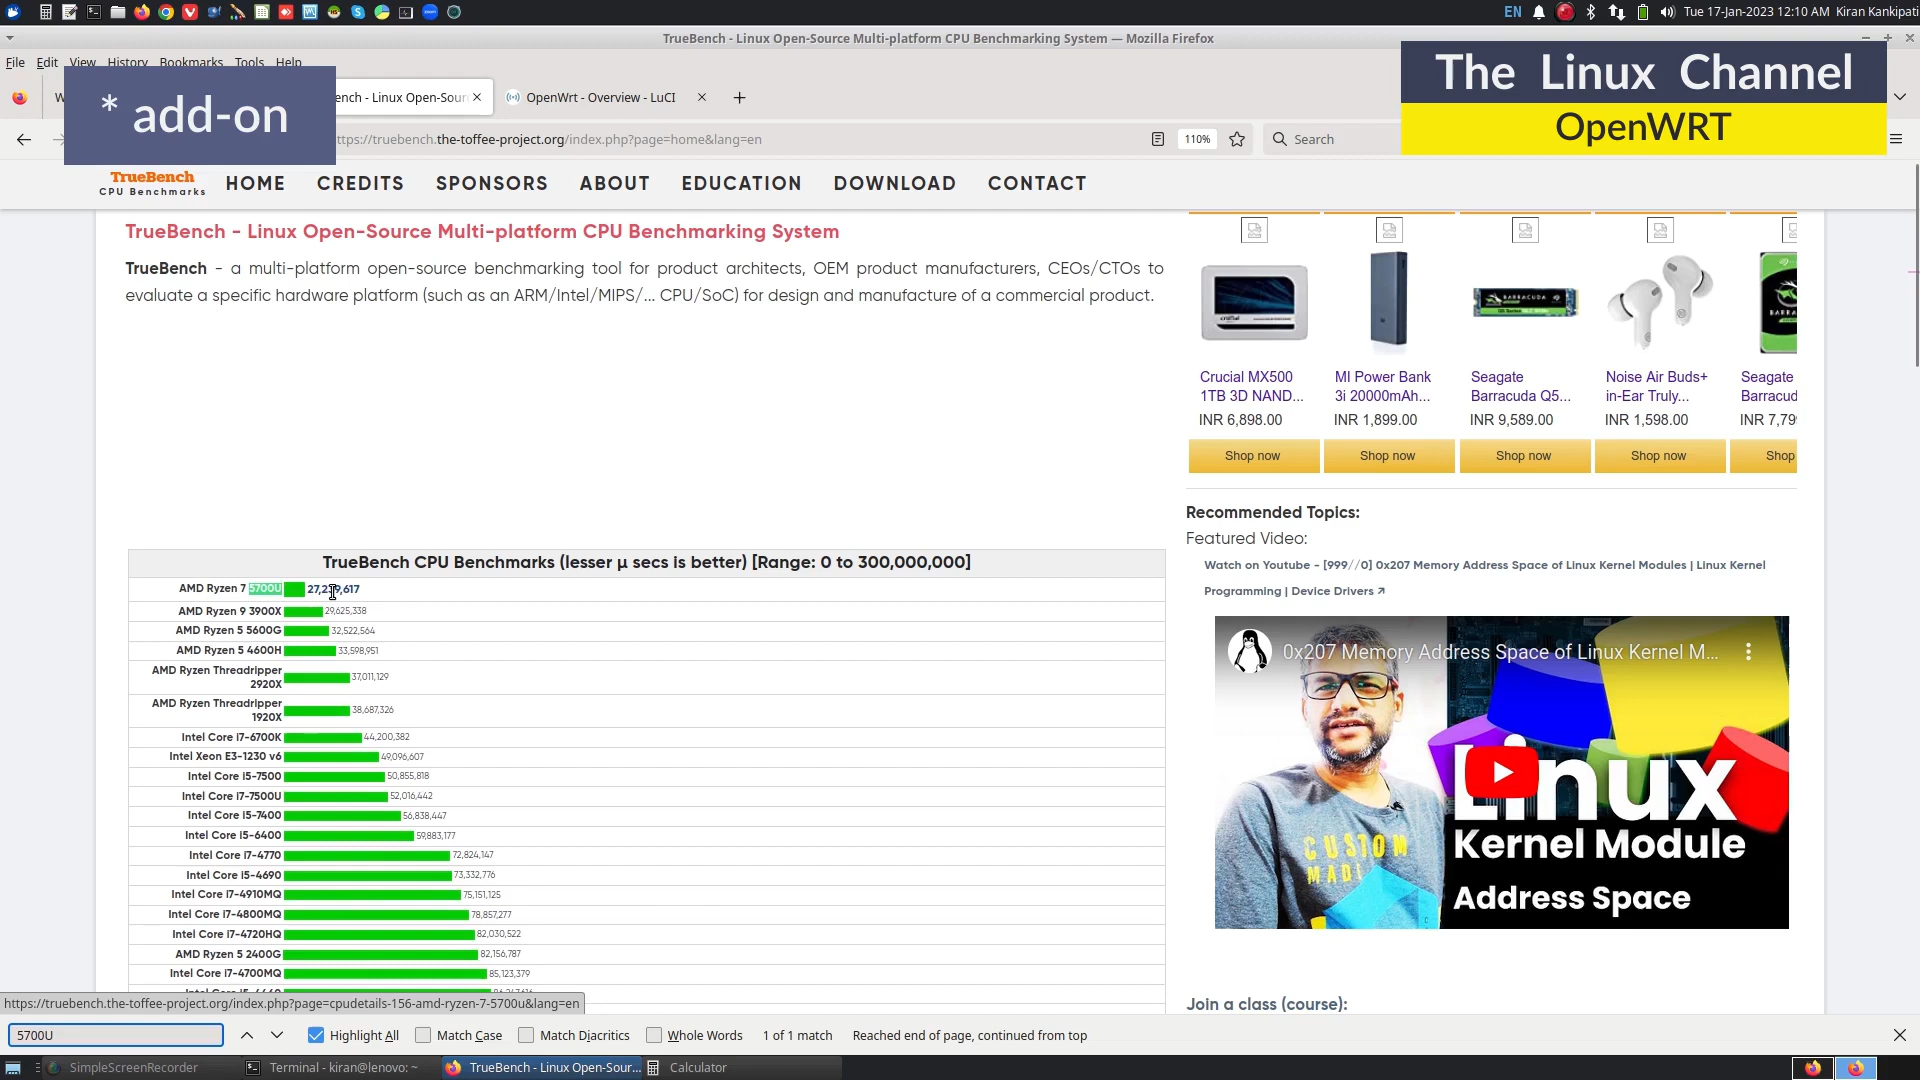 EN
Tue 17-Jan-2023 12:10 AM Kiran Kankipati
TrueBench - Linux Open-Source Multi-platform CPU Benchmarking System — Mozilla Firefox
File Edit View History Bookmarks Tools Help
* add-on
The Linux Channel
OpenWRT
W
ench - Linux Open-Sour
OpenWrt - Overview - LuCI
ttps://truebench.the-toffee-project.org/index.php?page=home&lang=en
110%
Search
TrueBench
CPU Benchmarks
HOME CREDITS SPONSORS ABOUT EDUCATION DOWNLOAD CONTACT
TrueBench - Linux Open-Source Multi-platform CPU Benchmarking System
TrueBench - a multi-platform open-source benchmarking tool for product architects, OEM product manufacturers, CEOs/CTOs to
evaluate a specific hardware platform (such as an ARM/Intel/MIPS/... CPU/SoC) for design and manufacture of a commercial product.
Crucial MX500
1TB 3D NAND...
INR 6,898.00
Shop now
MI Power Bank
3i 20000mAh...
INR 1,899.00
Shop now
Seagate
Barracuda Q5...
INR 9,589.00
Shop now
Noise Air Buds+
in-Ear Truly...
INR 1,598.00
Shop now
Seagate
Barracud
INR 7,79
Shop
TrueBench CPU Benchmarks (lesser µ secs is better) [Range: 0 to 300,000,000]
AMD Ryzen 7 5700U
AMD Ryzen 9 3900X 29,625,338
AMD Ryzen 5 5600G 32,522,564
AMD Ryzen 5 4600H 33,598,951
AMD Ryzen Threadripper
2920X 37,011,129
AMD Ryzen Threadripper
1920X 38,687,326
Intel Core i7-6700K 44,200,382
Intel Xeon E3-1230 v6 49,096,607
Intel Core i5-7500 50,855,818
Intel Core i7-7500U 52,016,442
Intel Core i5-7400 56,838,447
Intel Core i5-6400 59,883,177
Intel Core i7-4770 72,824,147
Intel Core i5-4690 73,332,776
Intel Core i7-4910MQ 75,151,125
Intel Core i7-4800MQ 78,857,277
Intel Core i7-4720HQ 82,030,522
AMD Ryzen 5 2400G 82,156,787
Intel Core i7-4700MQ 85,123,379
Recommended Topics:
Featured Video:
Watch on Youtube - [999//0] 0x207 Memory Address Space of Linux Kernel Modules | Linux Kernel
Programming | Device Drivers ↗
0x207 Memory Address Space of Linux Kernel M...
CUSTOM
MADE
Linux
Kernel Module
Address Space
Join a class (course):
https://truebench.the-toffee-project.org/index.php?page=cpudetails-156-amd-ryzen-7-5700u&lang=en
5700U
Highlight All Match Case Match Diacritics Whole Words 1 of 1 match Reached end of page, continued from top
SimpleScreenRecorder
Terminal - kiran@lenovo: ~
TrueBench - Linux Open-Sour...
Calculator